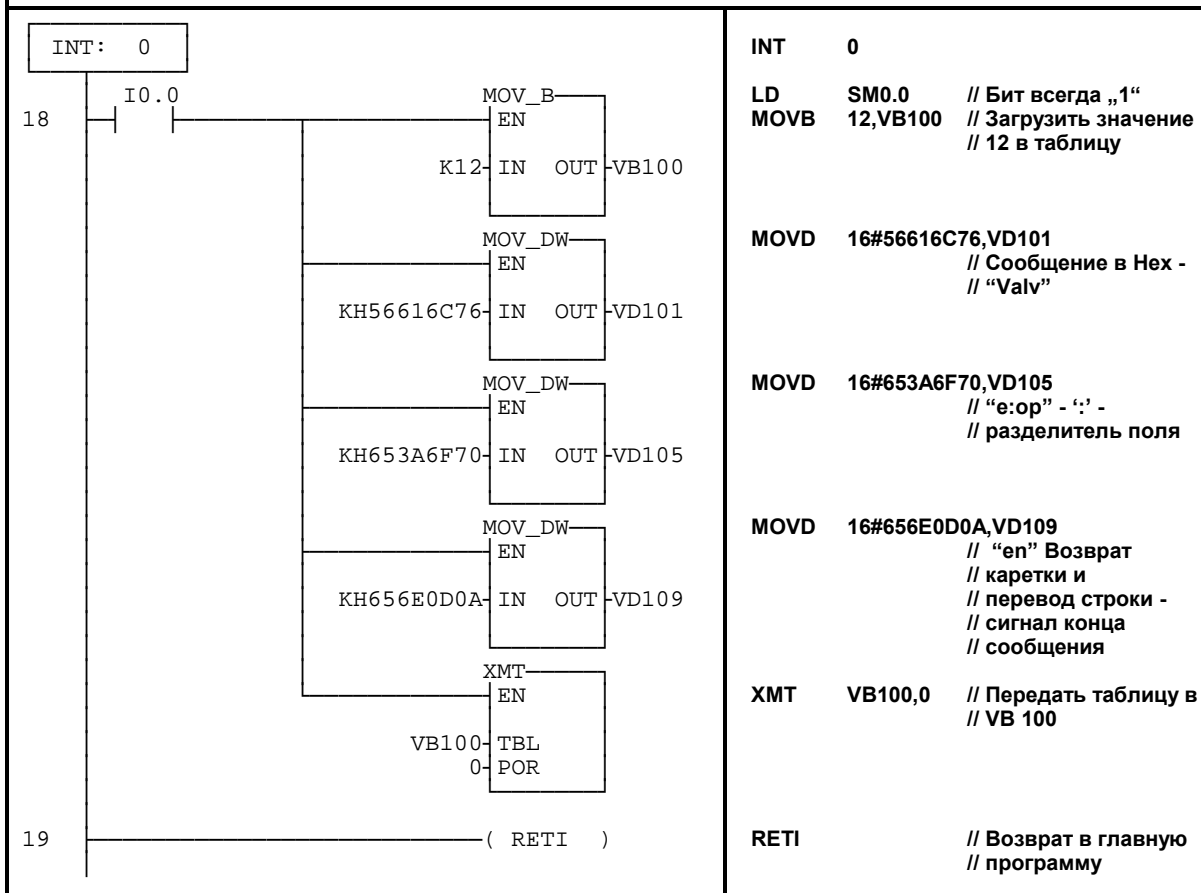 INT: 0
18
I0.0
MOV_B
EN
K12 IN OUT VB100
MOV_DW
EN
KH56616C76 IN OUT VD101
MOV_DW
EN
KH653A6F70 IN OUT VD105
MOV_DW
EN
KH656E0D0A IN OUT VD109
XMT
EN
VB100 TBL
0 POR
19
( RETI )
INT 0
LD SM0.0 // Бит всегда „1“
MOVB 12,VB100 // Загрузить значение
// 12 в таблицу
MOVD 16#56616C76,VD101
// Сообщение в Hex -
// “Valv”
MOVD 16#653A6F70,VD105
// “e:op” - ‘:’ -
// разделитель поля
MOVD 16#656E0D0A,VD109
// “en” Возврат
// каретки и
// перевод строки -
// сигнал конца
// сообщения
XMT VB100,0 // Передать таблицу в
// VB 100
RETI // Возврат в главную
// программу